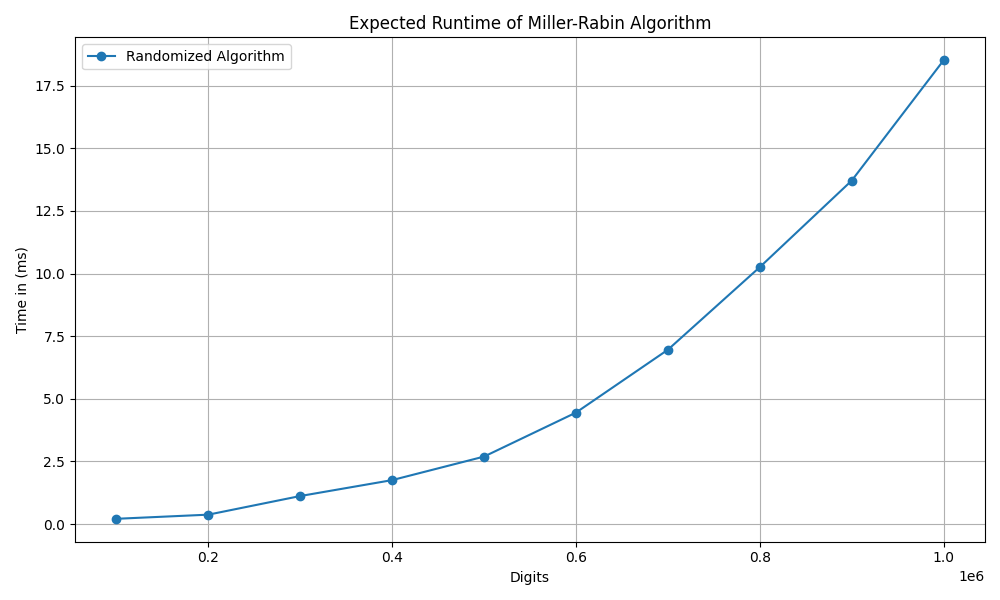 Expected Runtime of Miller-Rabin Algorithm
Randomized Algorithm
17.5
15.0
12.5
10.0
7.5
5.0
2.5
0.0
Time in (ms)
0.2 0.4 0.6 0.8 1.0
1e6
Digits